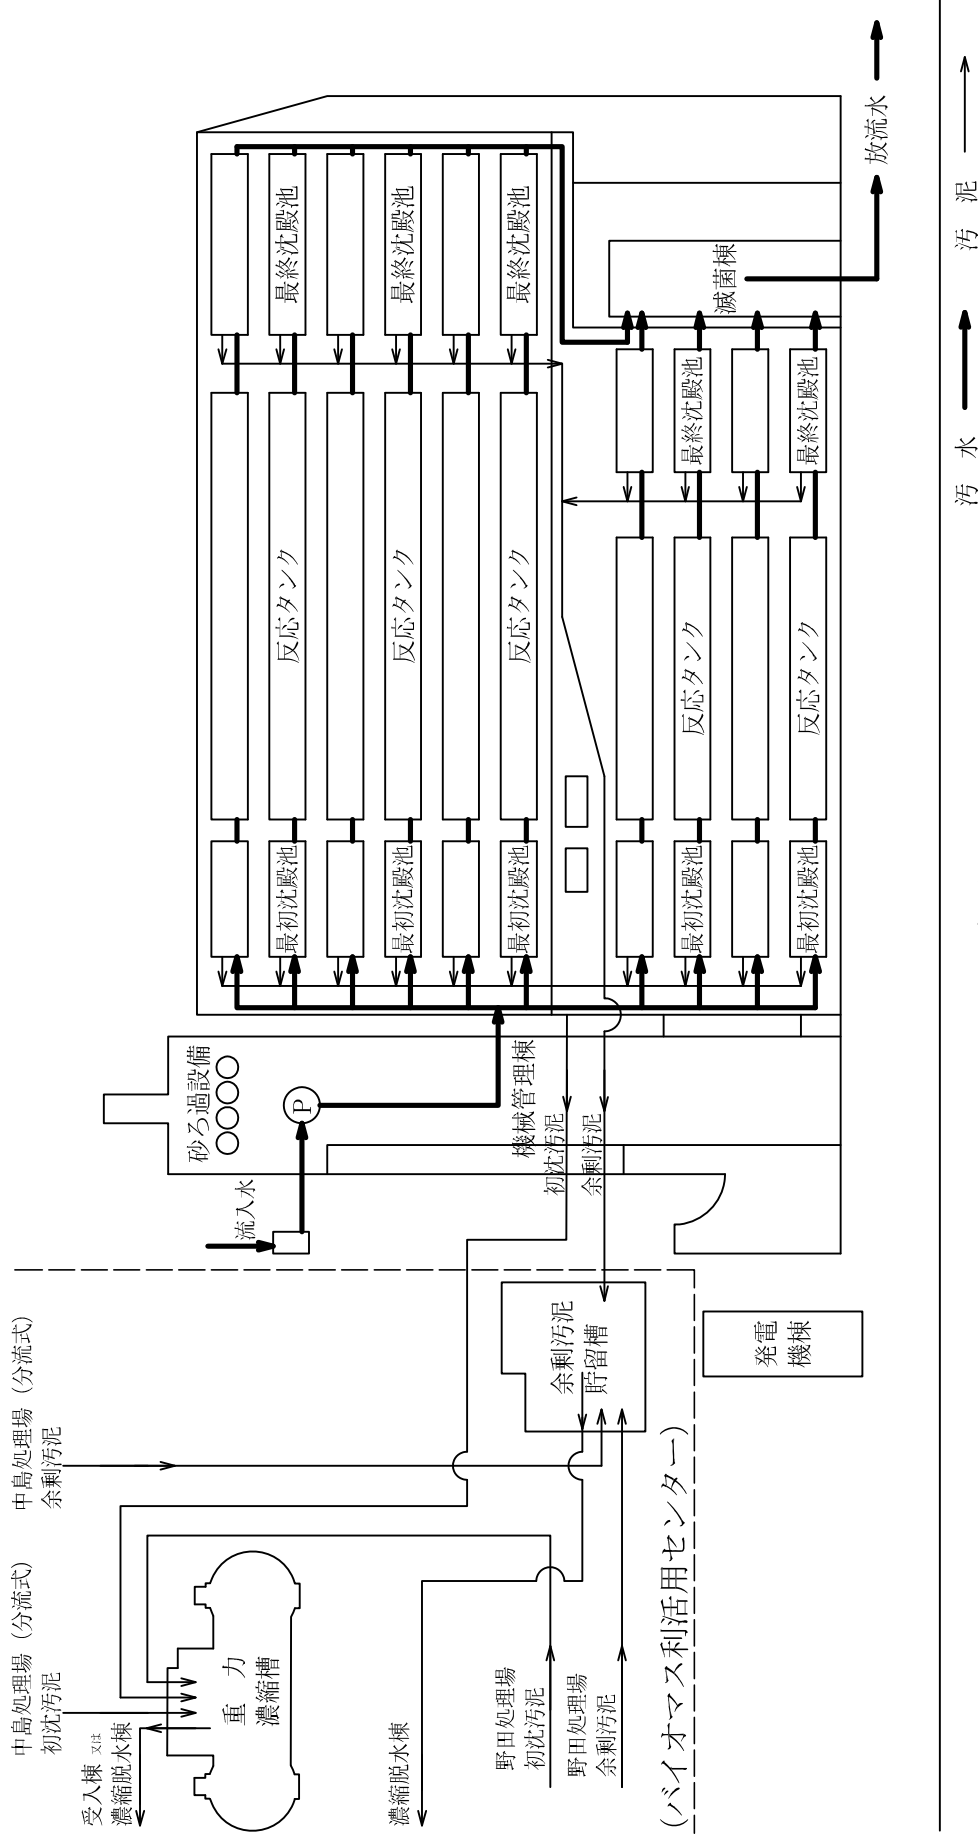 中島処理場（分流式）
初沈汚泥
中島処理場（分流式）
余剰汚泥
受入棟 又は
濃縮脱水棟
重力
濃縮槽
濃縮脱水棟
野田処理場
初沈汚泥
野田処理場
余剰汚泥
（バイオマス利活用センター）
余剰汚泥
貯留槽
発電
機棟
流入水
砂ろ過設備
P
機械管理棟
初沈汚泥
余剰汚泥
最初沈殿池
反応タンク
最終沈殿池
最初沈殿池
反応タンク
最終沈殿池
最初沈殿池
反応タンク
最終沈殿池
最初沈殿池
反応タンク
最終沈殿池
最初沈殿池
反応タンク
最終沈殿池
滅菌棟
放流水
汚水
汚泥